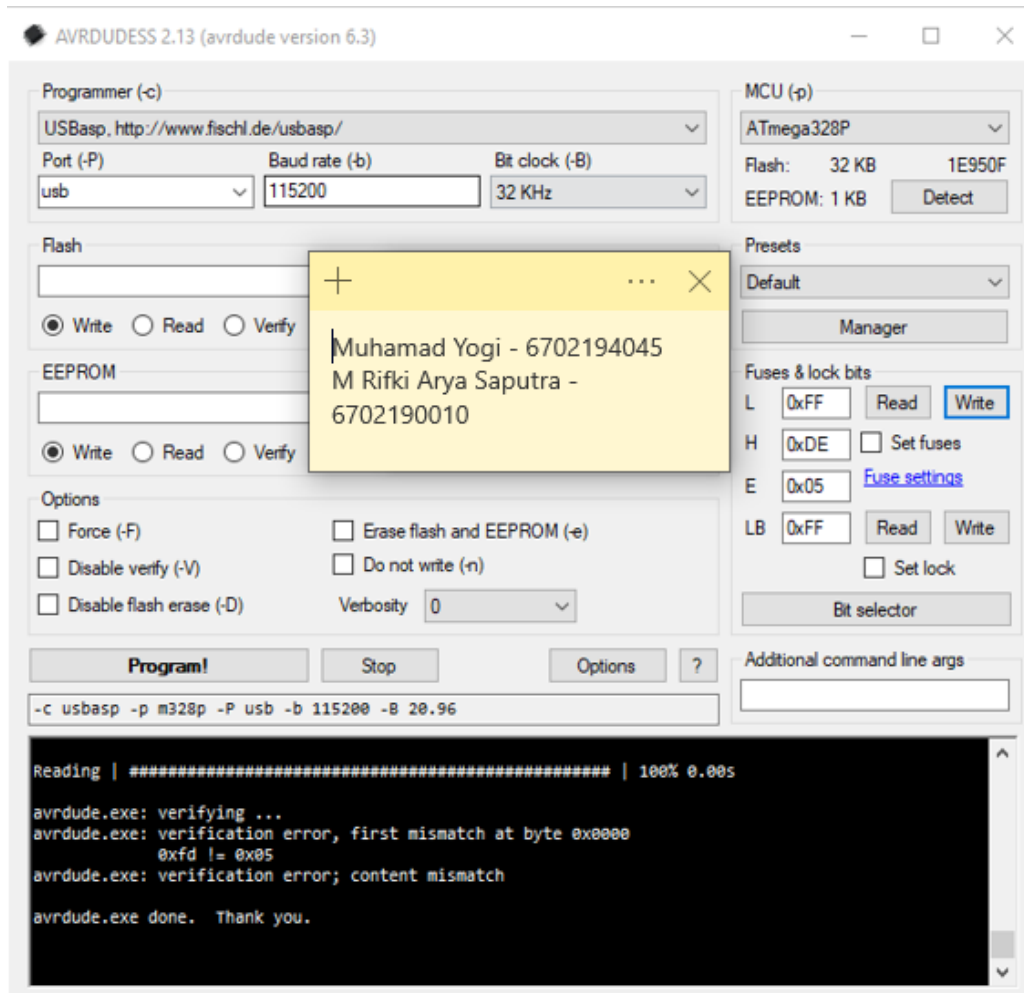 AVRDUDESS 2.13 (avrdude version 6.3)
Programmer (-c)
USBasp, http://www.fischl.de/usbasp/
Port (-P) Baud rate (-b) Bit clock (-B)
usb 115200 32 KHz
MCU (-p)
ATmega328P
Flash: 32 KB 1E950F
EEPROM: 1 KB Detect
Flash
Write Read Verify
EEPROM
Write Read Verify
Muhamad Yogi - 6702194045
M Rifki Arya Saputra -
6702190010
Presets
Default
Manager
Fuses & lock bits
L 0xFF Read Write
H 0xDE Set fuses
E 0x05 Fuse settings
LB 0xFF Read Write
Set lock
Bit selector
Options
Force (-F) Erase flash and EEPROM (-e)
Disable verify (-V) Do not write (-n)
Disable flash erase (-D) Verbosity 0
Program! Stop Options ?
Additional command line args
-c usbasp -p m328p -P usb -b 115200 -B 20.96
Reading | ################################################## | 100% 0.00s
avrdude.exe: verifying ...
avrdude.exe: verification error, first mismatch at byte 0x0000
0xfd != 0x05
avrdude.exe: verification error; content mismatch
avrdude.exe done. Thank you.